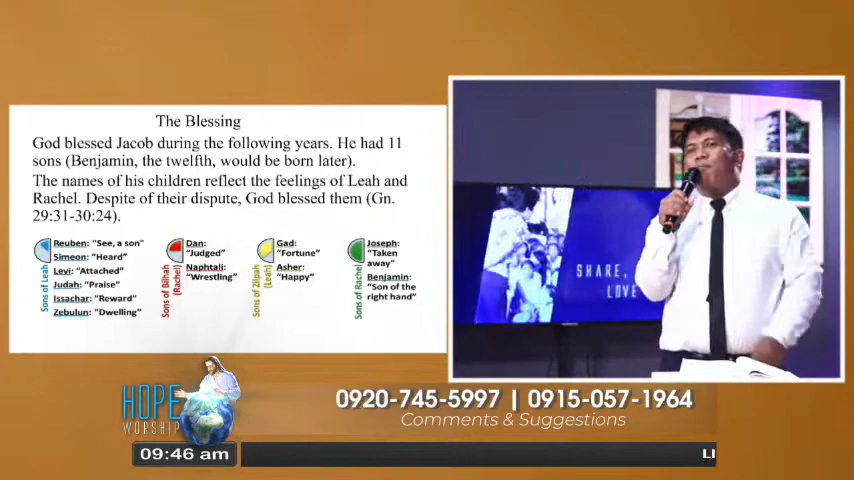 The Blessing
God blessed Jacob during the following years. He had 11
sons (Benjamin, the twelfth, would be born later).
The names of his children reflect the feelings of Leah and
Rachel. Despite of their dispute, God blessed them (Gn.
29:31-30:24).
Sons of Leah
Reuben: "See, a son"
Simeon: "Heard"
Levi: "Attached"
Judah: "Praise"
Issachar: "Reward"
Zebulun: "Dwelling"
Sons of Bilhah
(Rachel)
Dan:
"Judged"
Naphtali:
"Wrestling"
Sons of Zilpah
(Leah)
Gad:
"Fortune"
Asher:
"Happy"
Sons of Rachel
Joseph:
"Taken
away"
Benjamin:
"Son of the
right hand"
SHARE,
LOVE
HOPE
WORSHIP
0920-745-5997 | 0915-057-1964
Comments & Suggestions
09:46 am
LI